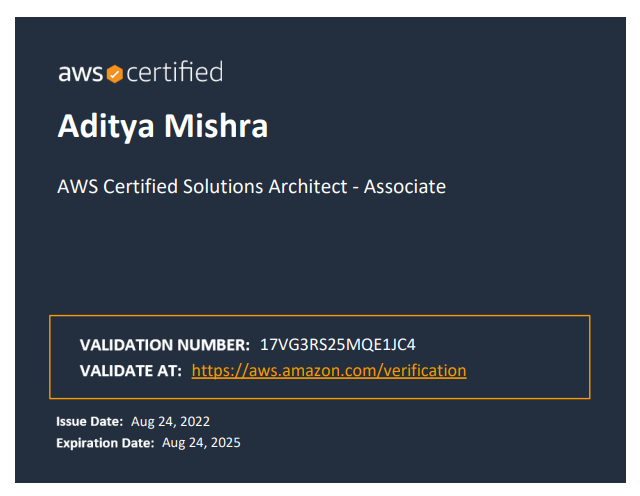 aws certified
Aditya Mishra
AWS Certified Solutions Architect - Associate
VALIDATION NUMBER: 17VG3RS25MQE1JC4
VALIDATE AT: https://aws.amazon.com/verification
Issue Date: Aug 24, 2022
Expiration Date: Aug 24, 2025